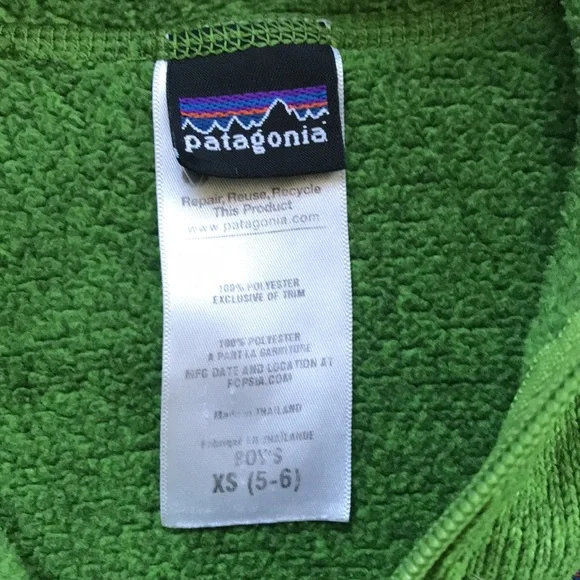 patagonia
Repair, Reuse, Recycle
This Product
www.patagonia.com
100% POLYESTER
EXCLUSIVE OF TRIM
100% POLYESTER
A PART LA GARNITURE
MFG DATE AND LOCATION AT
FCPSIA.COM
Made in THAILAND
Fabriqué EN THAÏLANDE
BOY'S
XS (5-6)